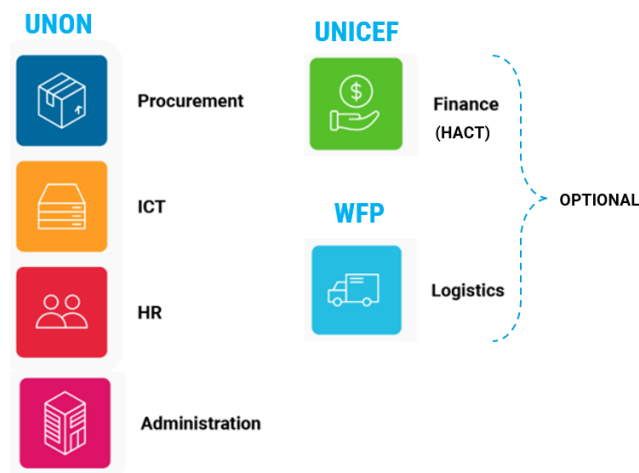 UNON
Procurement
ICT
HR
Administration
UNICEF
$
Finance
(HACT)
WFP
Logistics
OPTIONAL